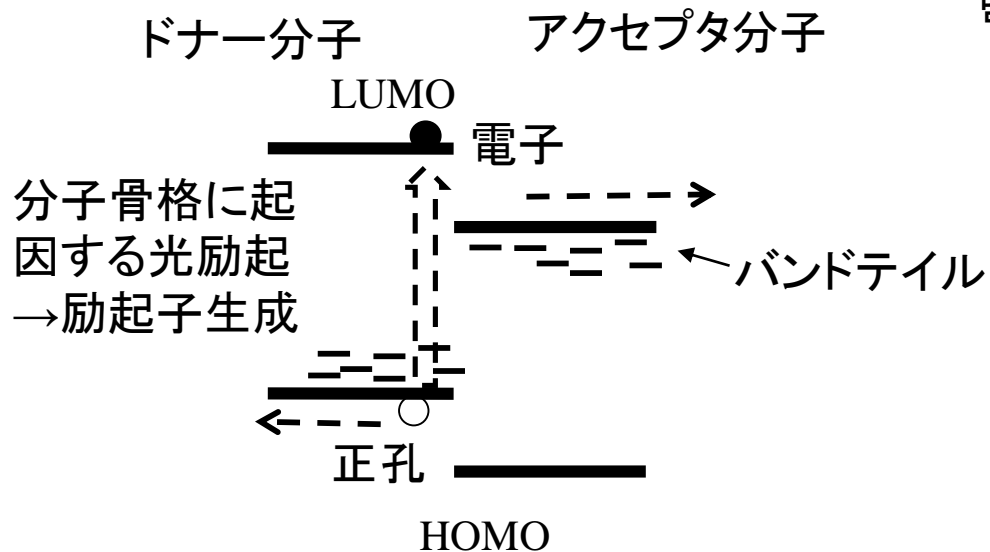 ドナー分子
アクセプタ分子
LUMO
電子
分子骨格に起
因する光励起
→励起子生成
バンドテイル
正孔
HOMO